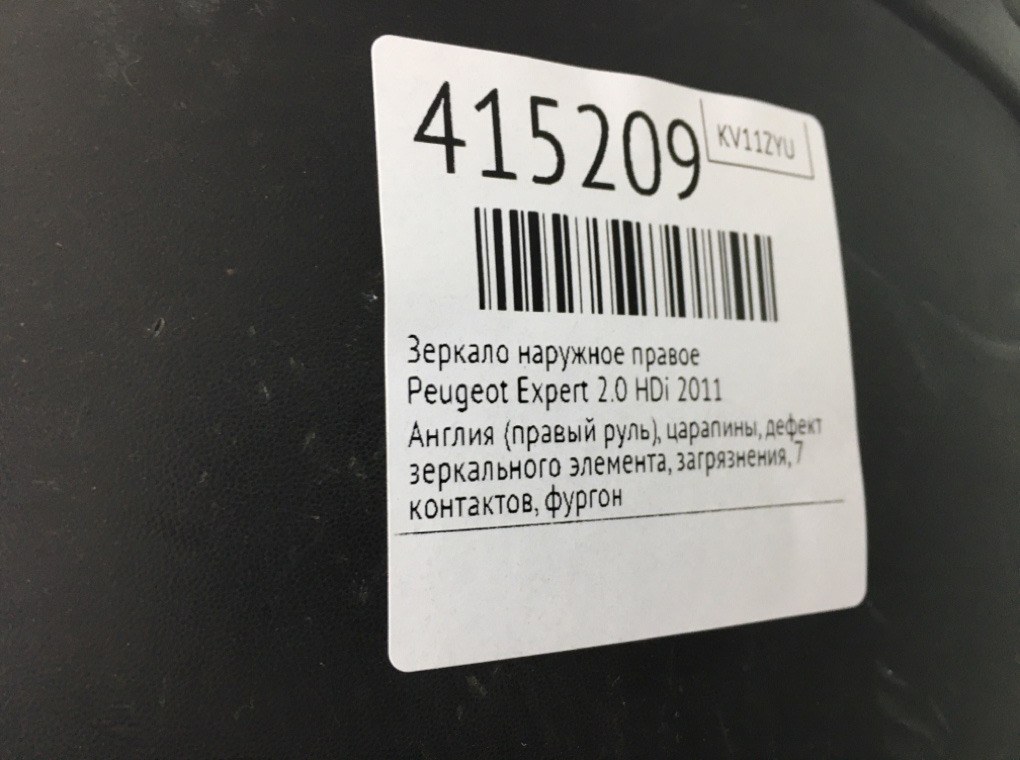 415209
KV11ZYU
Зеркало наружное правое
Peugeot Expert 2.0 HDi 2011
Англия (правый руль), царапины, дефект
зеркального элемента, загрязнения, 7
контактов, фургон